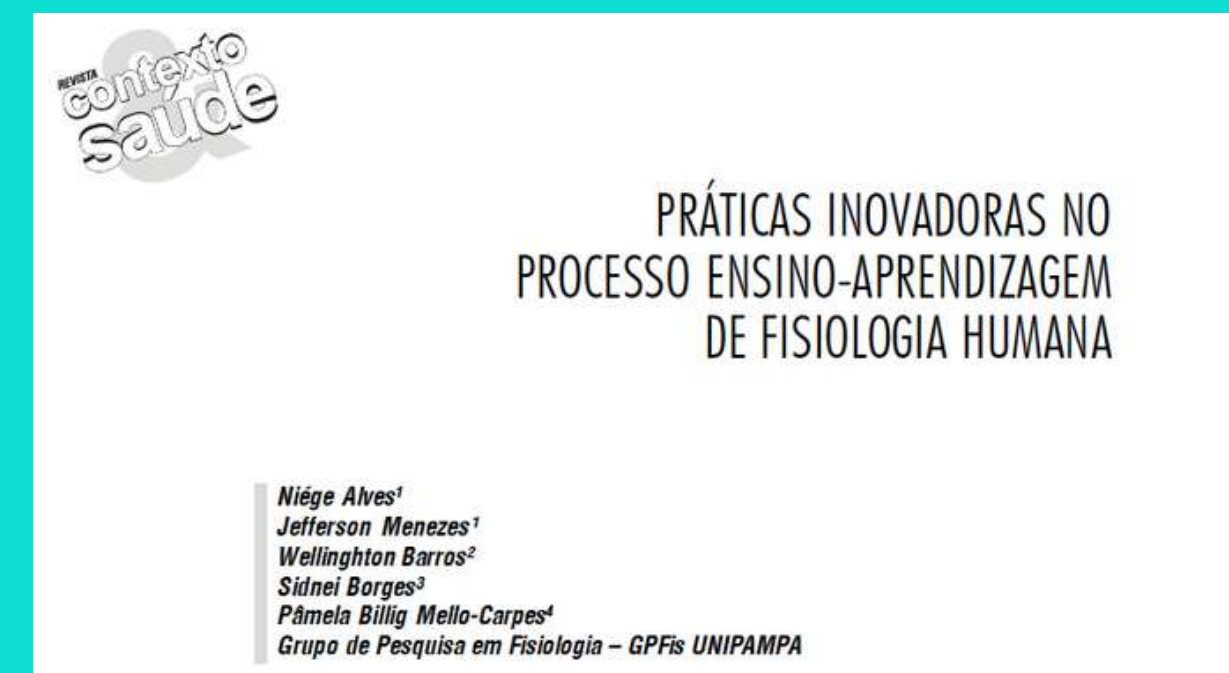 REVISTA
contexto
&
saúde
PRÁTICAS INOVADORAS NO
PROCESSO ENSINO-APRENDIZAGEM
DE FISIOLOGIA HUMANA
Niége Alves¹
Jefferson Menezes¹
Wellinghton Barros²
Sidnei Borges³
Pâmela Billig Mello-Carpes⁴
Grupo de Pesquisa em Fisiologia – GPFis UNIPAMPA